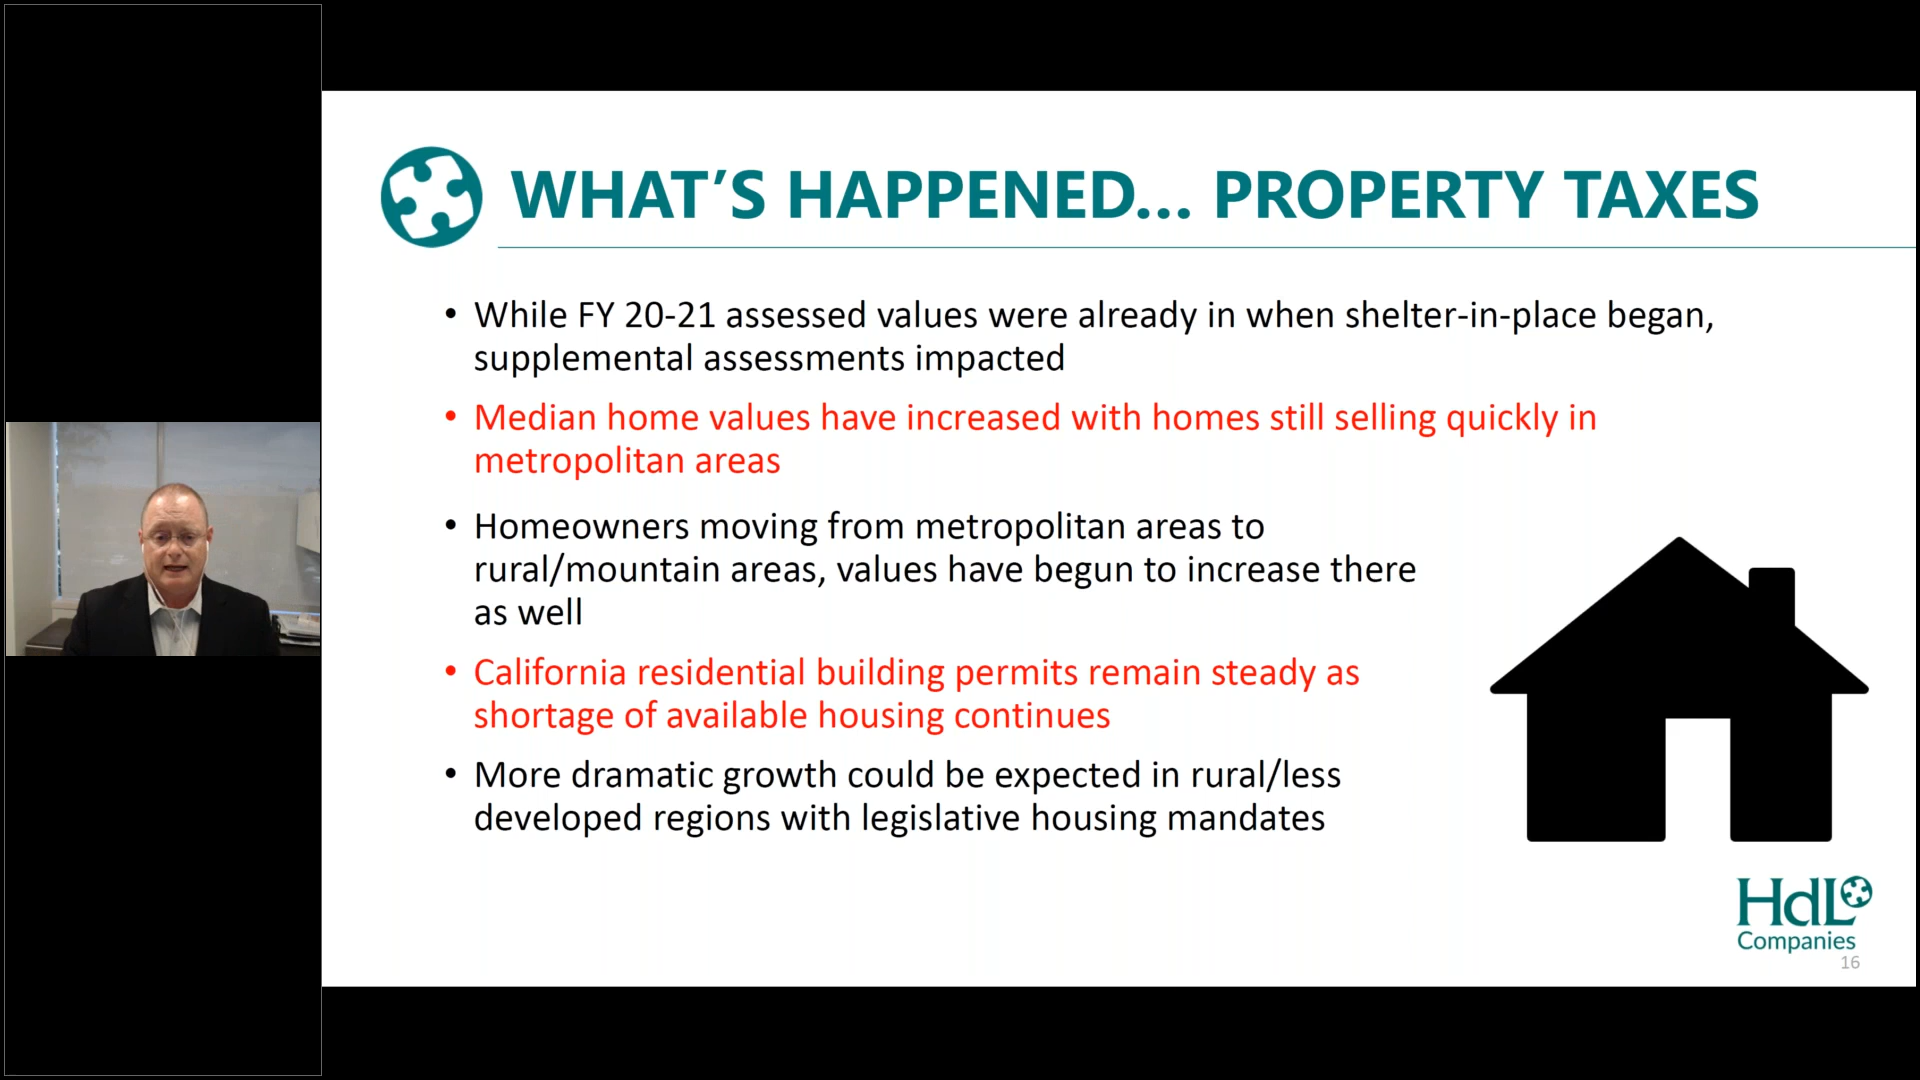 WHAT’S HAPPENED… PROPERTY TAXES
• While FY 20-21 assessed values were already in when shelter-in-place began,
supplemental assessments impacted
• Median home values have increased with homes still selling quickly in
metropolitan areas
• Homeowners moving from metropolitan areas to
rural/mountain areas, values have begun to increase there
as well
• California residential building permits remain steady as
shortage of available housing continues
• More dramatic growth could be expected in rural/less
developed regions with legislative housing mandates
HdL
Companies
16